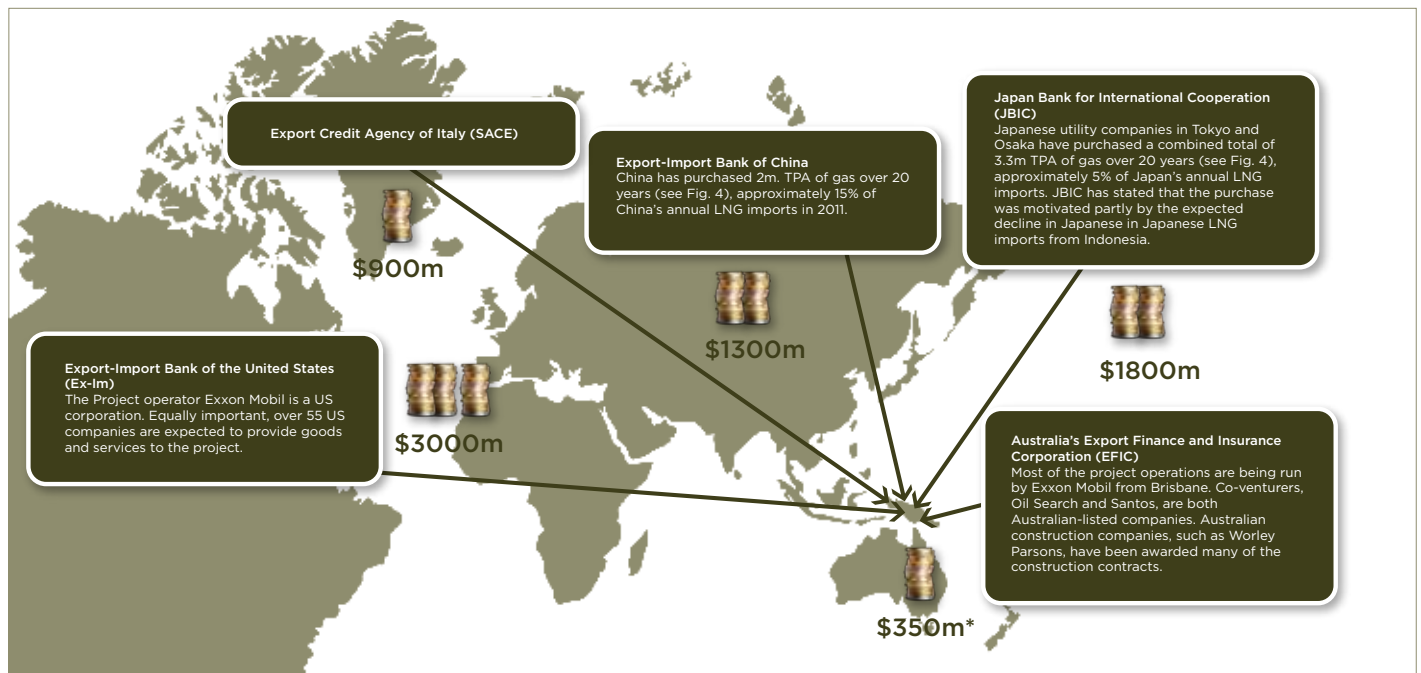 Export Credit Agency of Italy (SACE)
$900m
Export-Import Bank of China
China has purchased 2m. TPA of gas over 20
years (see Fig. 4), approximately 15% of
China's annual LNG imports in 2011.
$1300m
Japan Bank for International Cooperation
(JBIC)
Japanese utility companies in Tokyo and
Osaka have purchased a combined total of
3.3m TPA of gas over 20 years (see Fig. 4),
approximately 5% of Japan's annual LNG
imports. JBIC has stated that the purchase
was motivated partly by the expected
decline in Japanese in Japanese LNG
imports from Indonesia.
$1800m
Export-Import Bank of the United States
(Ex-Im)
The Project operator Exxon Mobil is a US
corporation. Equally important, over 55 US
companies are expected to provide goods
and services to the project.
$3000m
Australia's Export Finance and Insurance
Corporation (EFIC)
Most of the project operations are being run
by Exxon Mobil from Brisbane. Co-venturers,
Oil Search and Santos, are both
Australian-listed companies. Australian
construction companies, such as Worley
Parsons, have been awarded many of the
construction contracts.
$350m*